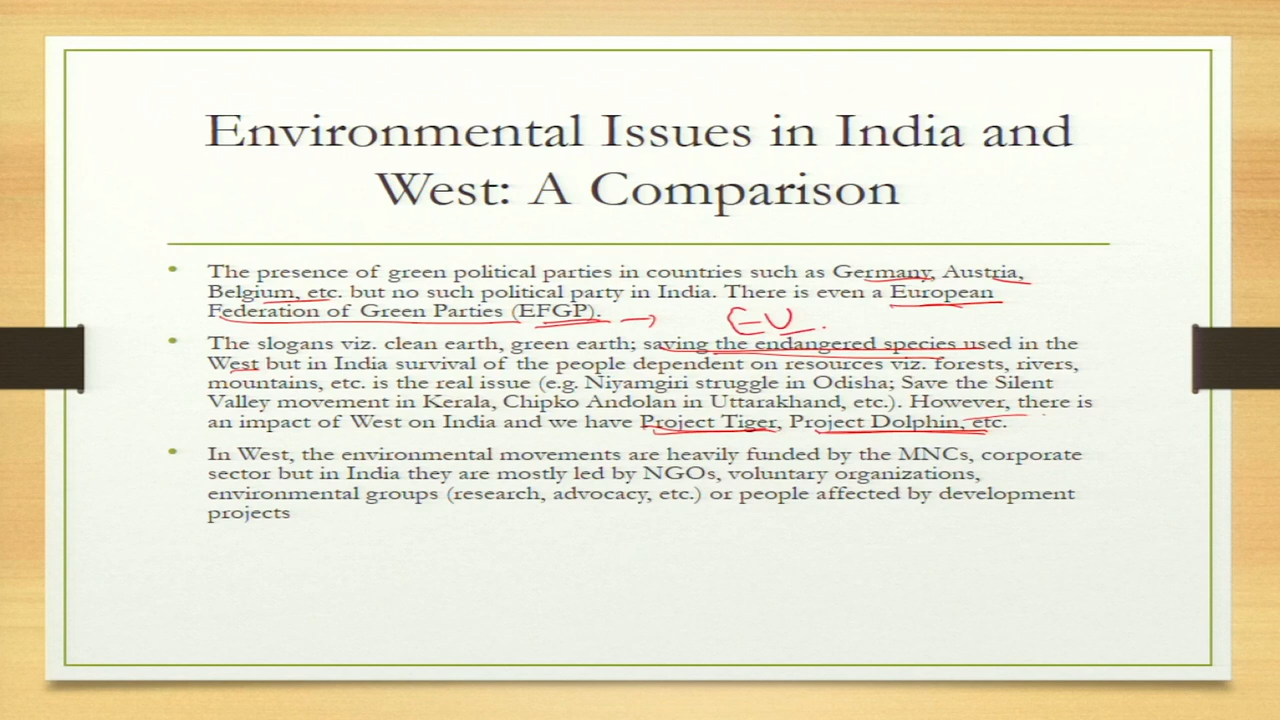 Environmental Issues in India and
West: A Comparison
• The presence of green political parties in countries such as Germany, Austria,
Belgium, etc. but no such political party in India. There is even a European
Federation of Green Parties (EFGP).
EU
• The slogans viz. clean earth, green earth; saving the endangered species used in the
West but in India survival of the people dependent on resources viz. forests, rivers,
mountains, etc. is the real issue (e.g. Niyamgiri struggle in Odisha; Save the Silent
Valley movement in Kerala, Chipko Andolan in Uttarakhand, etc.). However, there is
an impact of West on India and we have Project Tiger, Project Dolphin, etc.
• In West, the environmental movements are heavily funded by the MNCs, corporate
sector but in India they are mostly led by NGOs, voluntary organizations,
environmental groups (research, advocacy, etc.) or people affected by development
projects